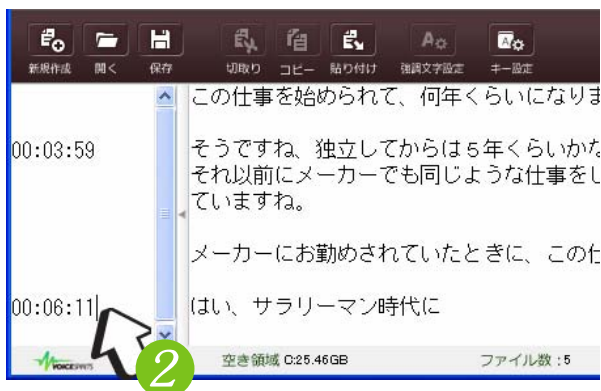 新規作成 開く 保存 切取り コピー 貼り付け 強調文字設定 キー設定
この仕事を始められて、何年くらいになりま
00:03:59 そうですね、独立してからは5年くらいかな
それ以前にメーカーでも同じような仕事をし
ていますね。
メーカーにお勤めされていたときに、この仕
00:06:11 はい、サラリーマン時代に
2
空き領域 C:25.46GB ファイル数:5